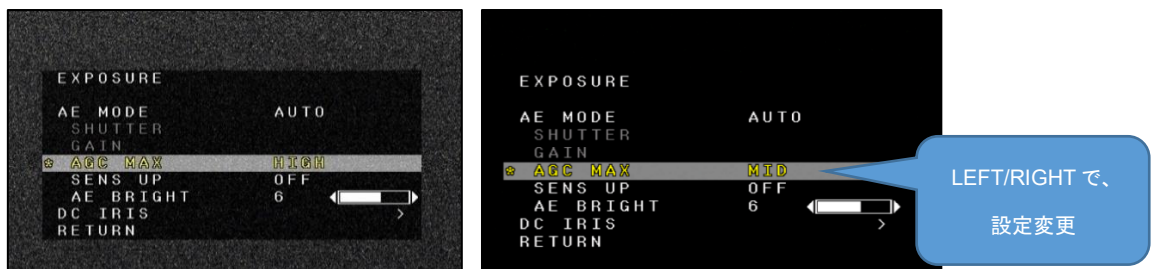 EXPOSURE
AE MODE AUTO
SHUTTER
GAIN
AGC MAX HIGH
SENS UP OFF
AE BRIGHT 6
DC IRIS >
RETURN
EXPOSURE
AE MODE AUTO
SHUTTER
GAIN
AGC MAX MID
SENS UP OFF
AE BRIGHT 6
DC IRIS >
RETURN
LEFT/RIGHT で、
設定変更